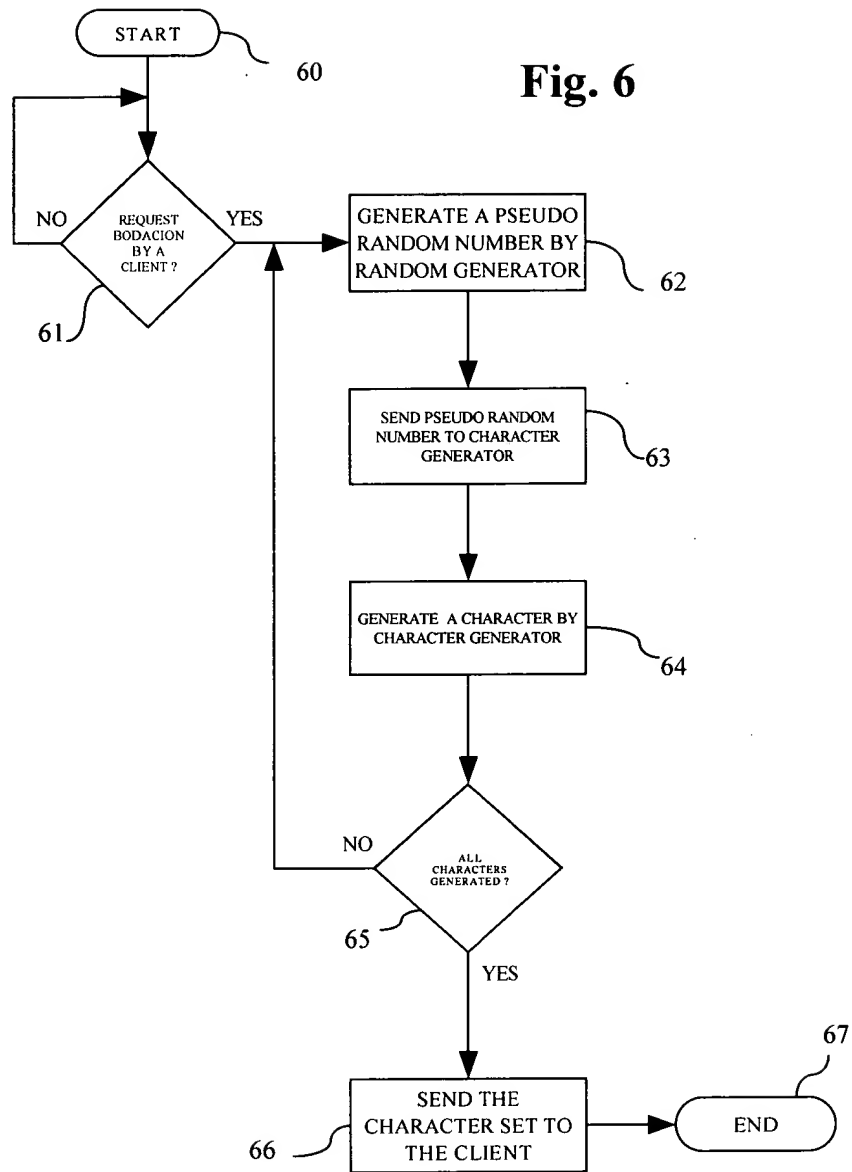 START
60
Fig. 6
NO
REQUEST
BODACION
BY A
CLIENT ?
YES
61
GENERATE A PSEUDO
RANDOM NUMBER BY
RANDOM GENERATOR
62
SEND PSEUDO RANDOM
NUMBER TO CHARACTER
GENERATOR
63
GENERATE A CHARACTER BY
CHARACTER GENERATOR
64
NO
ALL
CHARACTERS
GENERATED ?
65
YES
SEND THE
CHARACTER SET TO
THE CLIENT
66
67
END